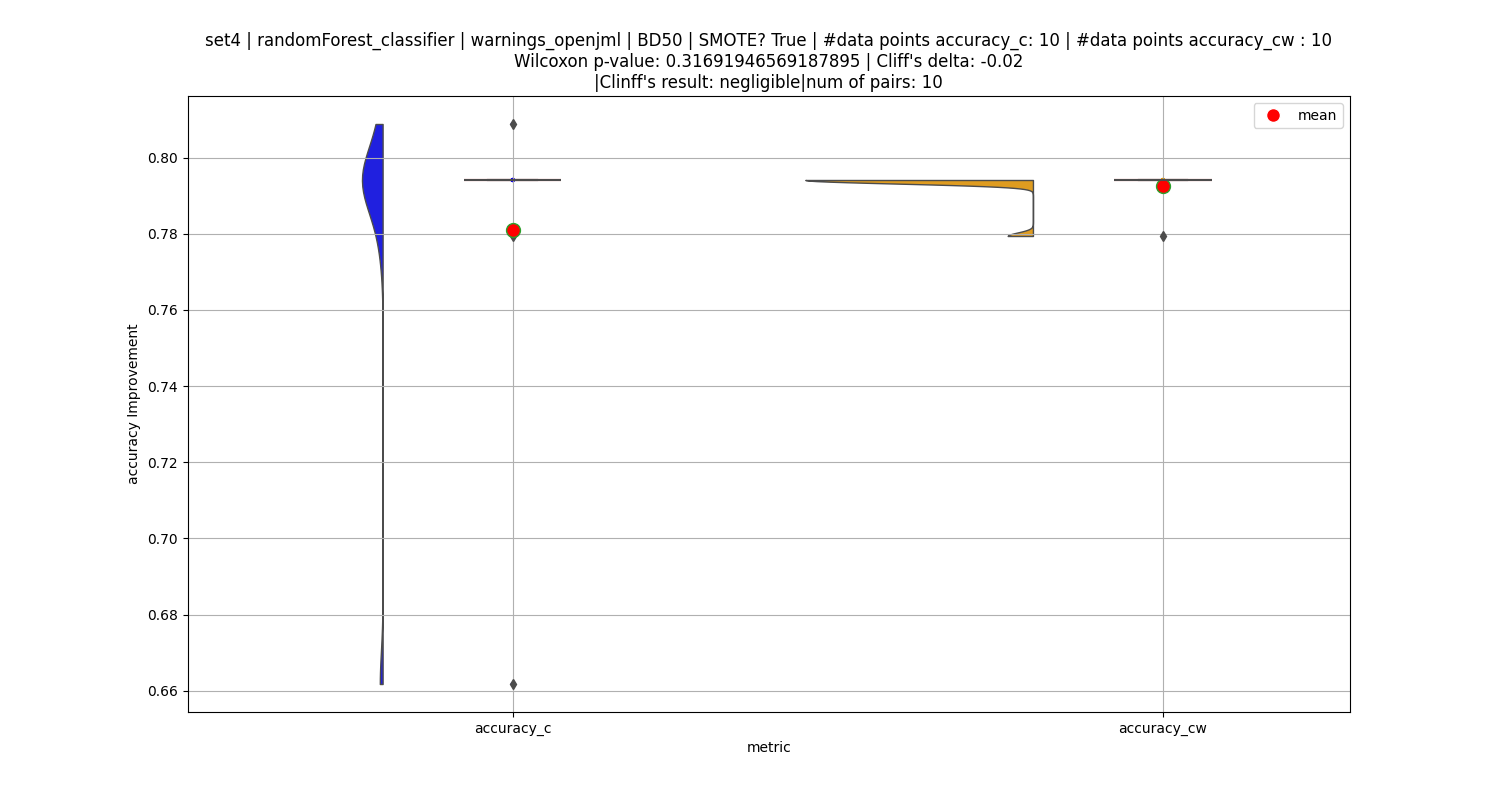 set4 | randomForest_classifier | warnings_openjml | BD50 | SMOTE? True | #data points accuracy_c: 10 | #data points accuracy_cw : 10
Wilcoxon p-value: 0.31691946569187895 | Cliff's delta: -0.02
|Clinff's result: negligible|num of pairs: 10
mean
0.80
0.78
0.76
0.74
0.72
0.70
0.68
0.66
accuracy Improvement
accuracy_c
accuracy_cw
metric